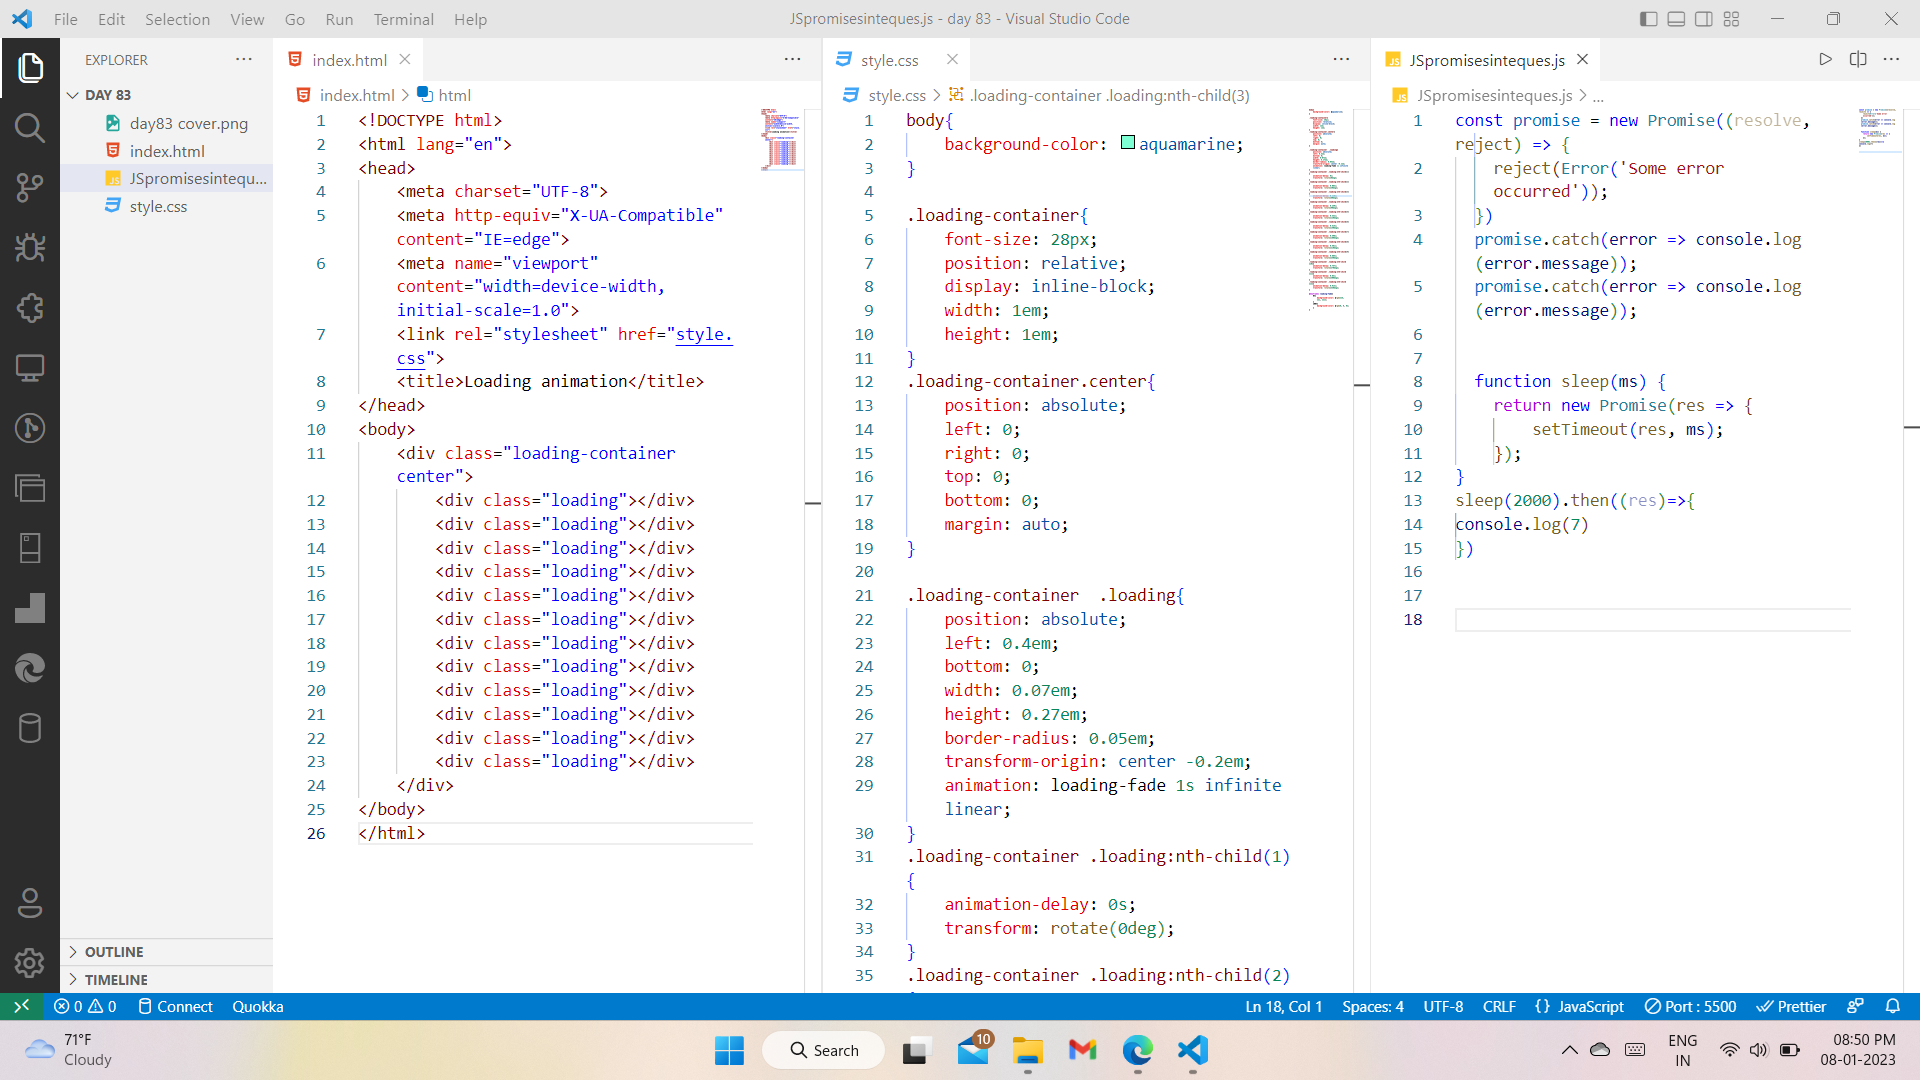 File Edit Selection View Go Run Terminal Help
JSpromisesinteques.js - day 83 - Visual Studio Code
EXPLORER
DAY 83
day83 cover.png
index.html
JSpromisesintequ...
style.css
OUTLINE
TIMELINE
index.html
index.html > html
1 <!DOCTYPE html>
2 <html lang="en">
3 <head>
4 <meta charset="UTF-8">
5 <meta http-equiv="X-UA-Compatible"
content="IE=edge">
6 <meta name="viewport"
content="width=device-width,
initial-scale=1.0">
7 <link rel="stylesheet" href="style.
css">
8 <title>Loading animation</title>
9 </head>
10 <body>
11 <div class="loading-container
center">
12 <div class="loading"></div>
13 <div class="loading"></div>
14 <div class="loading"></div>
15 <div class="loading"></div>
16 <div class="loading"></div>
17 <div class="loading"></div>
18 <div class="loading"></div>
19 <div class="loading"></div>
20 <div class="loading"></div>
21 <div class="loading"></div>
22 <div class="loading"></div>
23 <div class="loading"></div>
24 </div>
25 </body>
26 </html>
style.css
style.css > .loading-container .loading:nth-child(3)
1 body{
2 background-color: aquamarine;
3 }
4
5 .loading-container{
6 font-size: 28px;
7 position: relative;
8 display: inline-block;
9 width: 1em;
10 height: 1em;
11 }
12 .loading-container.center{
13 position: absolute;
14 left: 0;
15 right: 0;
16 top: 0;
17 bottom: 0;
18 margin: auto;
19 }
20
21 .loading-container  .loading{
22 position: absolute;
23 left: 0.4em;
24 bottom: 0;
25 width: 0.07em;
26 height: 0.27em;
27 border-radius: 0.05em;
28 transform-origin: center -0.2em;
29 animation: loading-fade 1s infinite
linear;
30 }
31 .loading-container .loading:nth-child(1)
{
32 animation-delay: 0s;
33 transform: rotate(0deg);
34 }
35 .loading-container .loading:nth-child(2)
JSpromisesinteques.js
JSpromisesinteques.js > ...
1 const promise = new Promise((resolve,
reject) => {
2 reject(Error('Some error
occurred'));
3 })
4 promise.catch(error => console.log
(error.message));
5 promise.catch(error => console.log
(error.message));
6
7
8 function sleep(ms) {
9 return new Promise(res => {
10 setTimeout(res, ms);
11 });
12 }
13 sleep(2000).then((res)=>{
14 console.log(7)
15 })
16
17
18
0 0 Connect Quokka
Ln 18, Col 1 Spaces: 4 UTF-8 CRLF {} JavaScript Port : 5500 Prettier
71°F
Cloudy
Search
10
ENG
IN
08:50 PM
08-01-2023